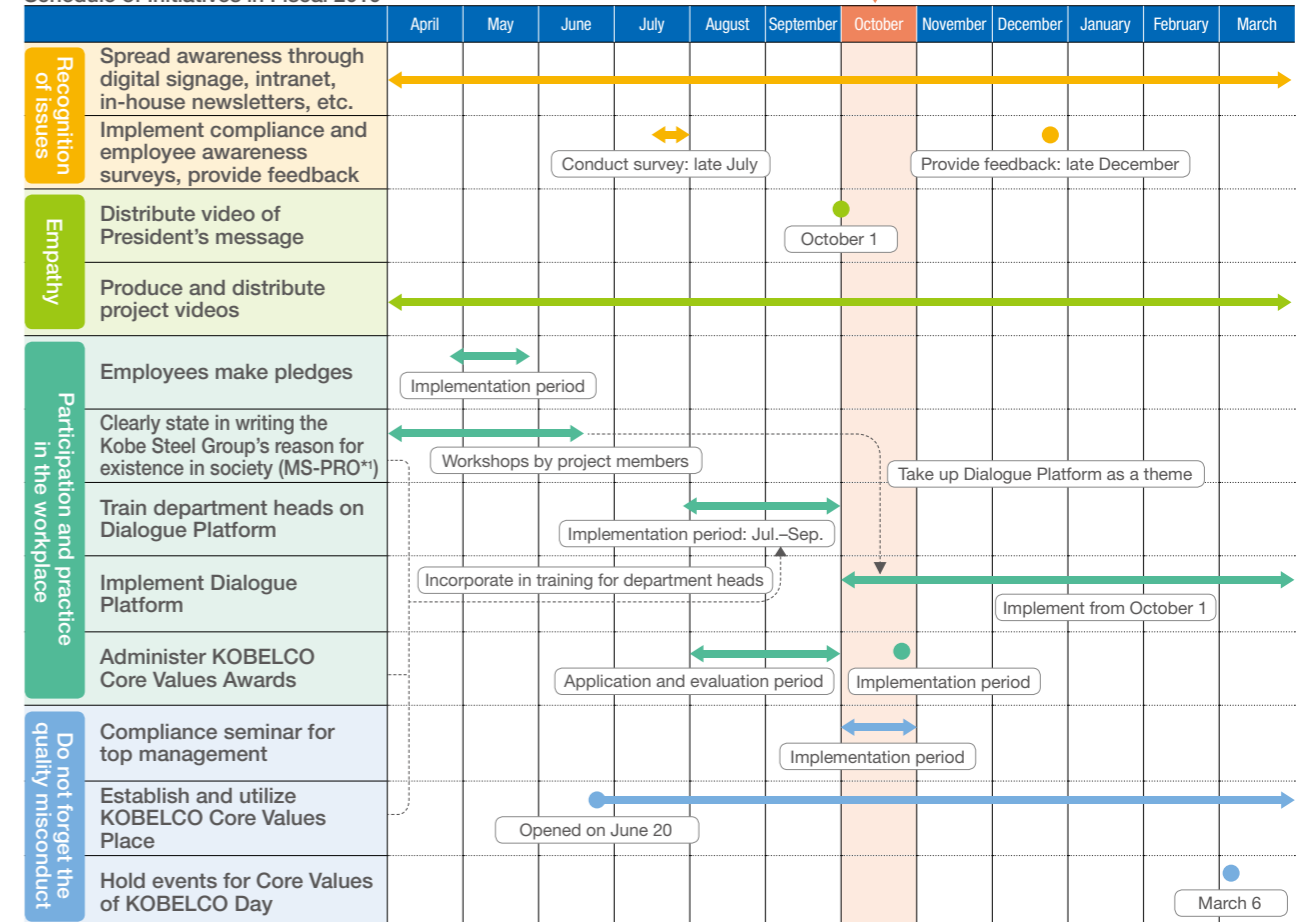 April May June July August September October November December January February March
Recognition
of issues
Spread awareness through
digital signage, intranet,
in-house newsletters, etc.
Implement compliance and
employee awareness
surveys, provide feedback
Conduct survey: late July
Provide feedback: late December
Empathy
Distribute video of
President's message
October 1
Produce and distribute
project videos
Participation and practice
in the workplace
Employees make pledges
Implementation period
Clearly state in writing the
Kobe Steel Group's reason for
existence in society (MS-PRO*1)
Workshops by project members
Take up Dialogue Platform as a theme
Train department heads on
Dialogue Platform
Implementation period: Jul.–Sep.
Incorporate in training for department heads
Implement Dialogue
Platform
Implement from October 1
Administer KOBELCO
Core Values Awards
Application and evaluation period
Implementation period
Do not forget the
quality misconduct
Compliance seminar for
top management
Implementation period
Establish and utilize
KOBELCO Core Values
Place
Opened on June 20
Hold events for Core Values
of KOBELCO Day
March 6